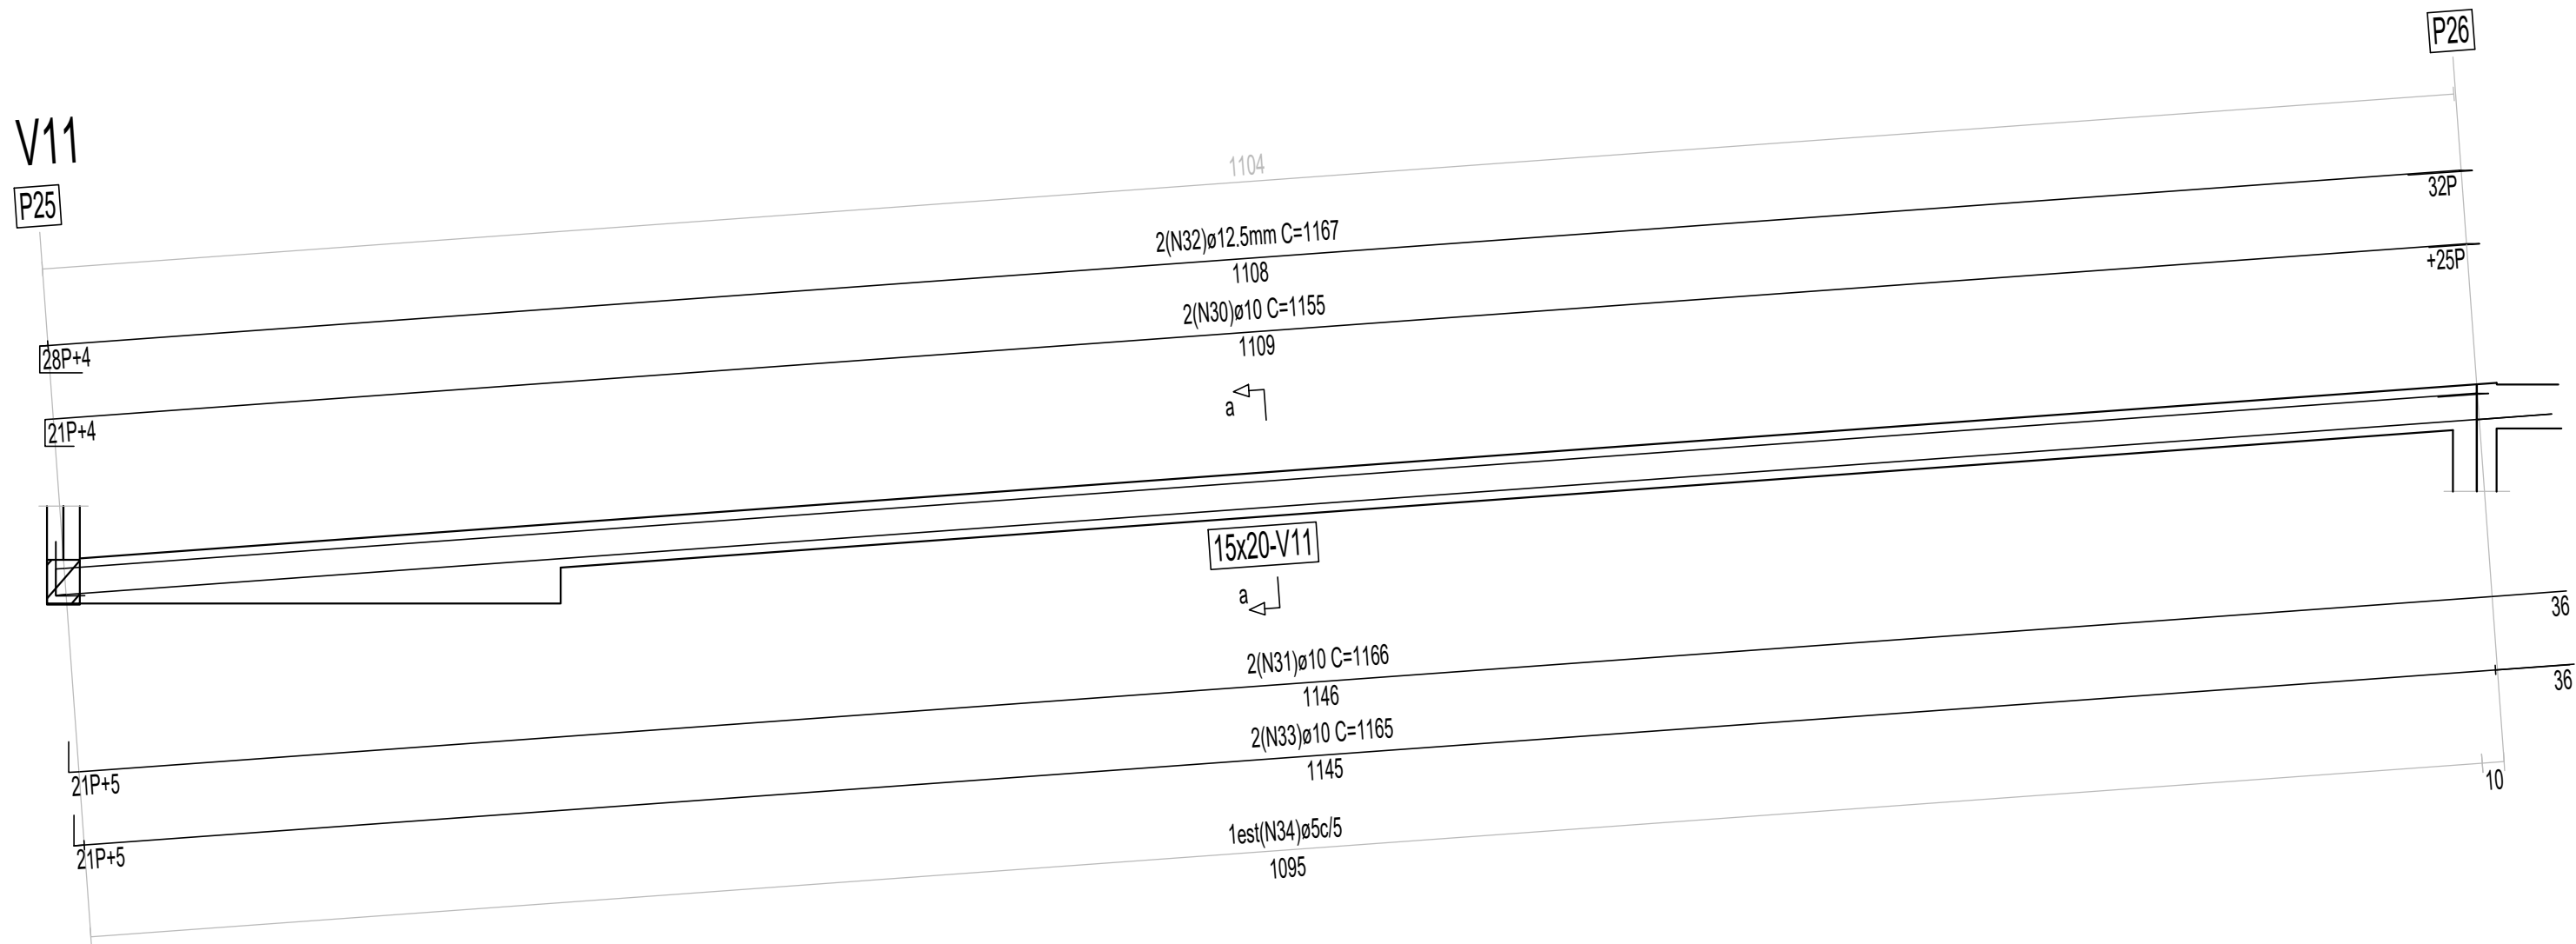 P26
V11
P25
1104
32P
2(N32)ø12.5mm C=1167
1108
28P+4
+25P
2(N30)ø10 C=1155
1109
21P+4
a
15x20-V11
a
36
2(N31)ø10 C=1166
1146
21P+5
36
2(N33)ø10 C=1165
1145
21P+5
10
1est(N34)ø5c/5
1095